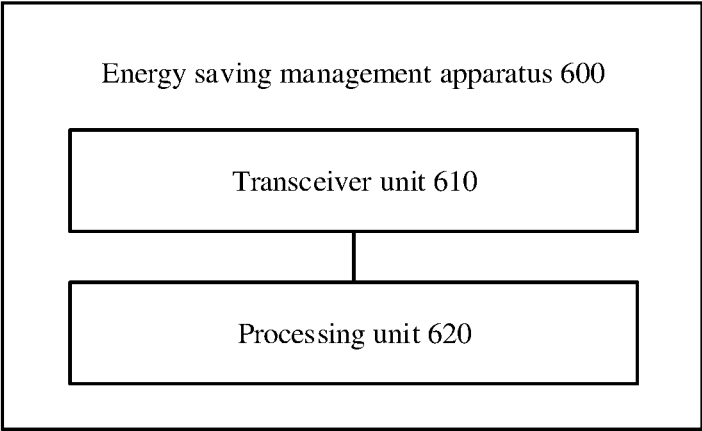 Energy saving management apparatus 600
Transceiver unit 610
Processing unit 620